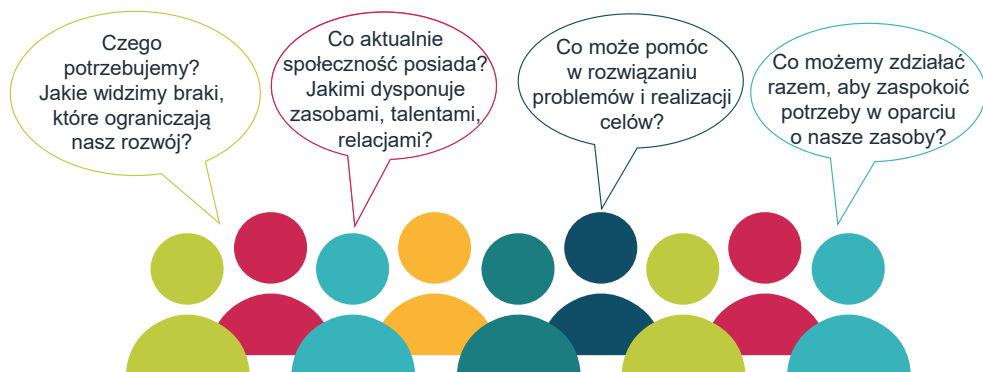 Czego
potrzebujemy?
Jakie widzimy braki,
które ograniczają
nasz rozwój?
Co aktualnie
społeczność posiada?
Jakimi dysponuje
zasobami, talentami,
relacjami?
Co może pomóc
w rozwiązaniu
problemów i realizacji
celów?
Co możemy zdziałać
razem, aby zaspokoić
potrzeby w oparciu
o nasze zasoby?